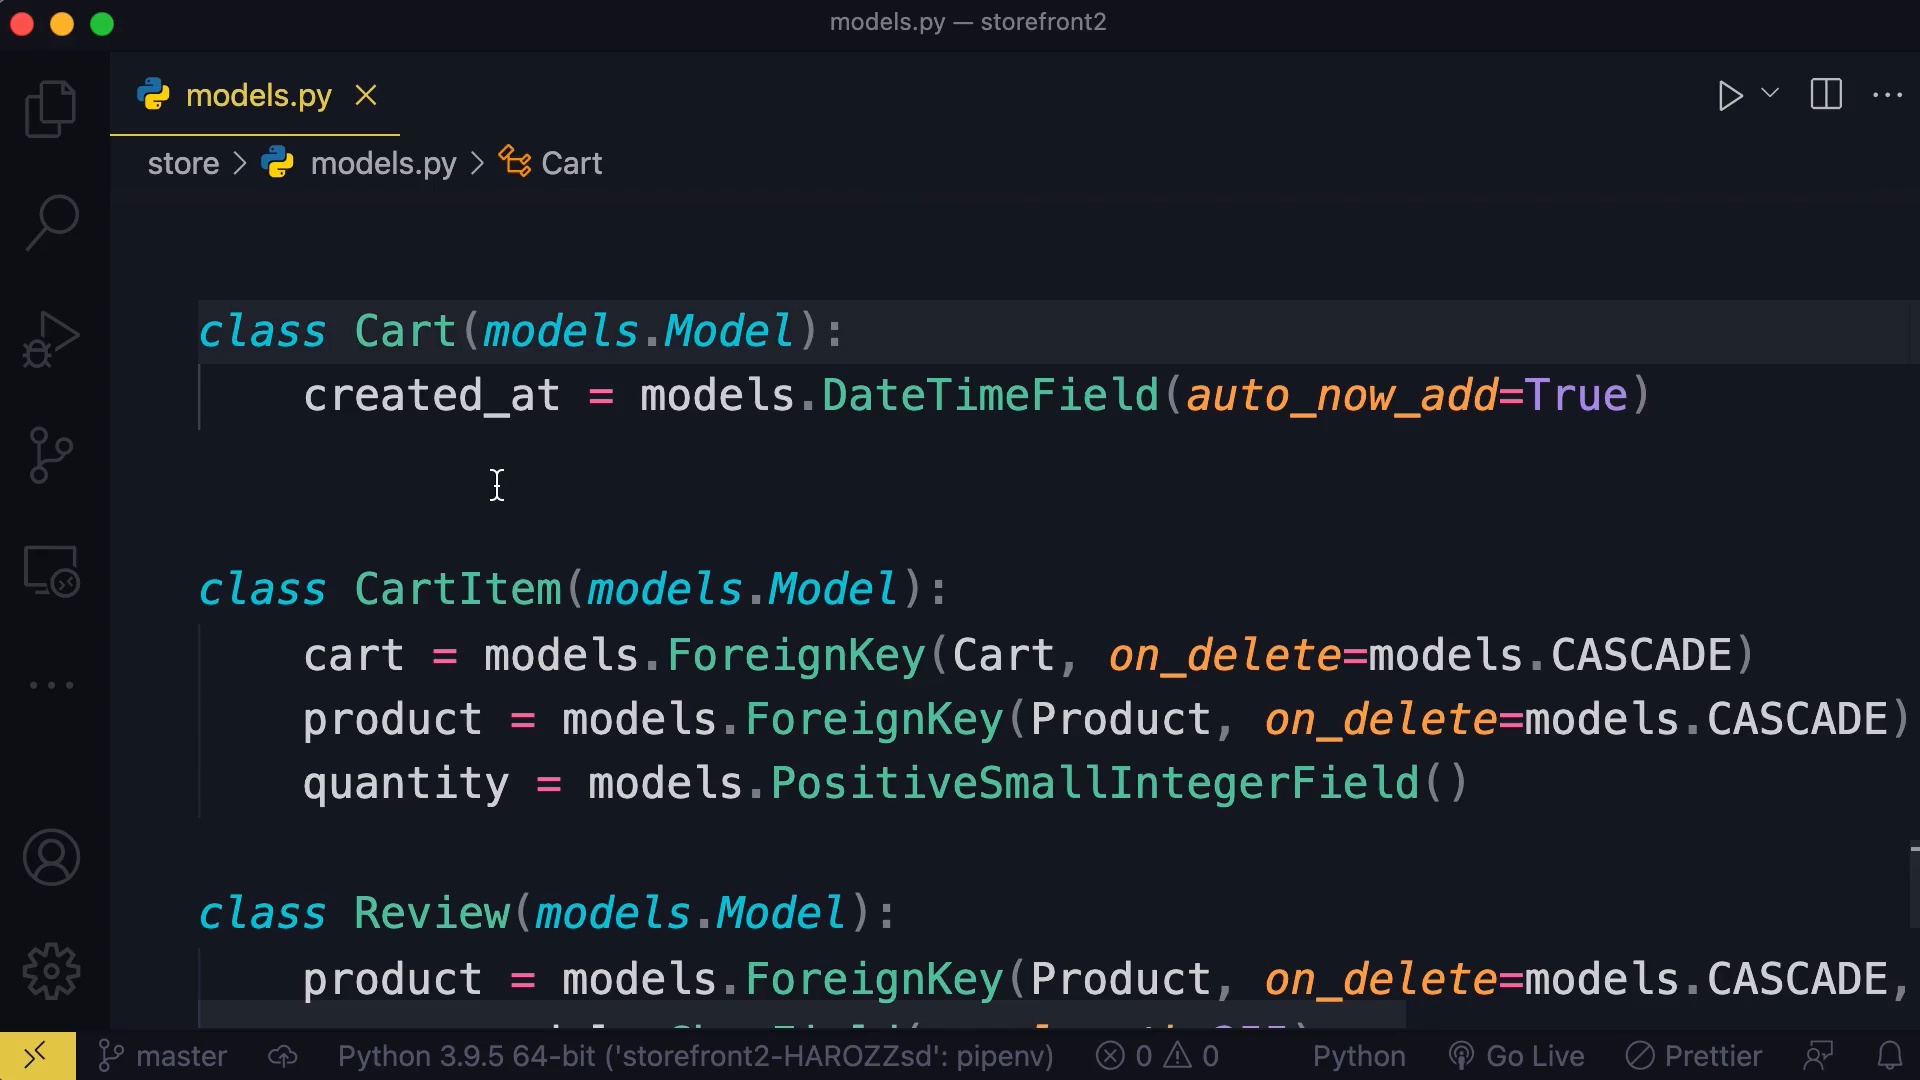 models.py — storefront2
models.py
store > models.py > Cart
class Cart(models.Model):
    created_at = models.DateTimeField(auto_now_add=True)
class CartItem(models.Model):
    cart = models.ForeignKey(Cart, on_delete=models.CASCADE)
    product = models.ForeignKey(Product, on_delete=models.CASCADE)
    quantity = models.PositiveSmallIntegerField()
class Review(models.Model):
    product = models.ForeignKey(Product, on_delete=models.CASCADE,
master Python 3.9.5 64-bit ('storefront2-HAROZZsd': pipenv) 0 0 Python Go Live Prettier